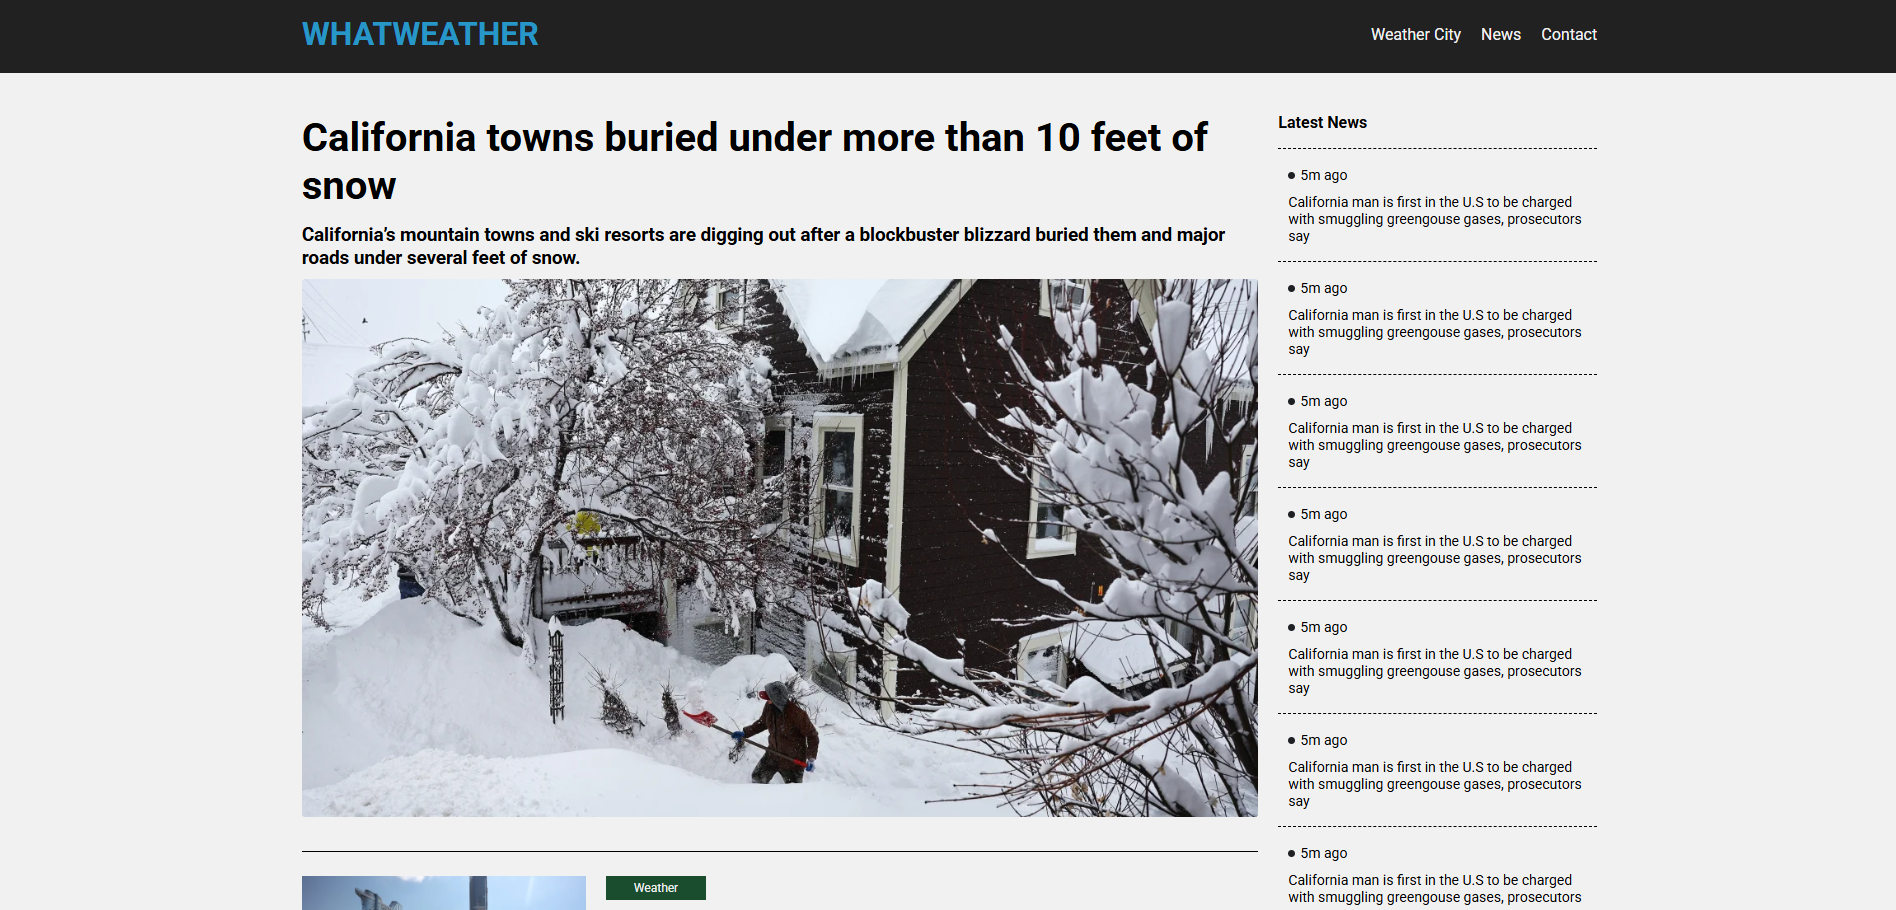 WHATWEATHER
Weather City News Contact
California towns buried under more than 10 feet of
snow
California’s mountain towns and ski resorts are digging out after a blockbuster blizzard buried them and major
roads under several feet of snow.
Weather
Latest News
5m ago
California man is first in the U.S to be charged
with smuggling greengouse gases, prosecutors
say
5m ago
California man is first in the U.S to be charged
with smuggling greengouse gases, prosecutors
say
5m ago
California man is first in the U.S to be charged
with smuggling greengouse gases, prosecutors
say
5m ago
California man is first in the U.S to be charged
with smuggling greengouse gases, prosecutors
say
5m ago
California man is first in the U.S to be charged
with smuggling greengouse gases, prosecutors
say
5m ago
California man is first in the U.S to be charged
with smuggling greengouse gases, prosecutors
say
5m ago
California man is first in the U.S to be charged
with smuggling greengouse gases, prosecutors